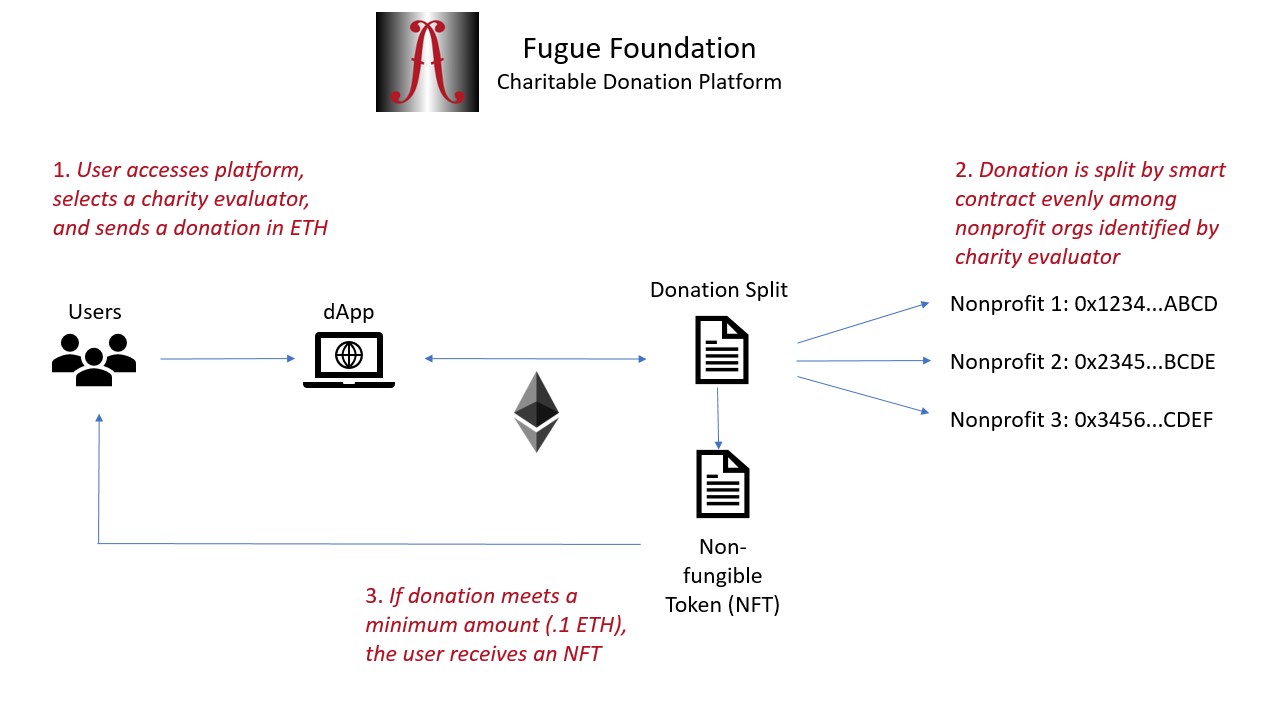 Fugue Foundation
Charitable Donation Platform
1. User accesses platform,
selects a charity evaluator,
and sends a donation in ETH
2. Donation is split by smart
contract evenly among
nonprofit orgs identified by
charity evaluator
Users
dApp
Donation Split
Nonprofit 1: 0x1234...ABCD
Nonprofit 2: 0x2345...BCDE
Nonprofit 3: 0x3456...CDEF
Non-
fungible
Token (NFT)
3. If donation meets a
minimum amount (.1 ETH),
the user receives an NFT